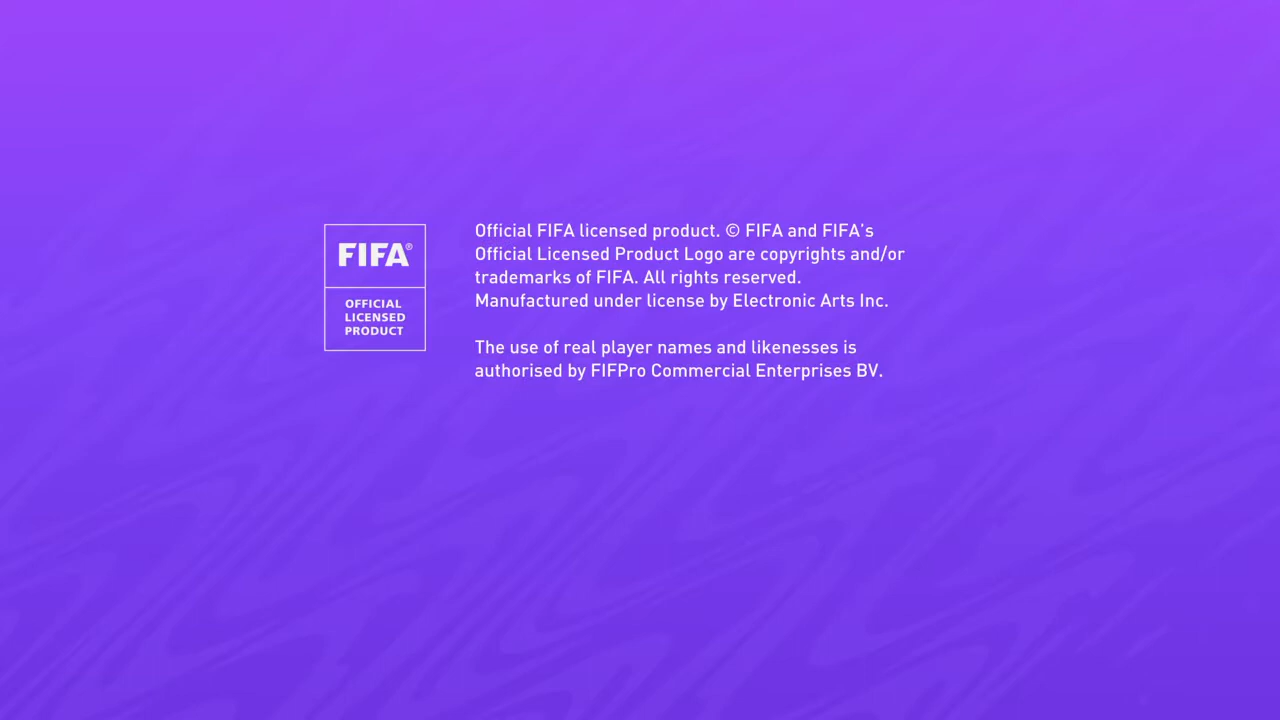 FIFA®
OFFICIAL
LICENSED
PRODUCT
Official FIFA licensed product. © FIFA and FIFA's
Official Licensed Product Logo are copyrights and/or
trademarks of FIFA. All rights reserved.
Manufactured under license by Electronic Arts Inc.
The use of real player names and likenesses is
authorised by FIFPro Commercial Enterprises BV.